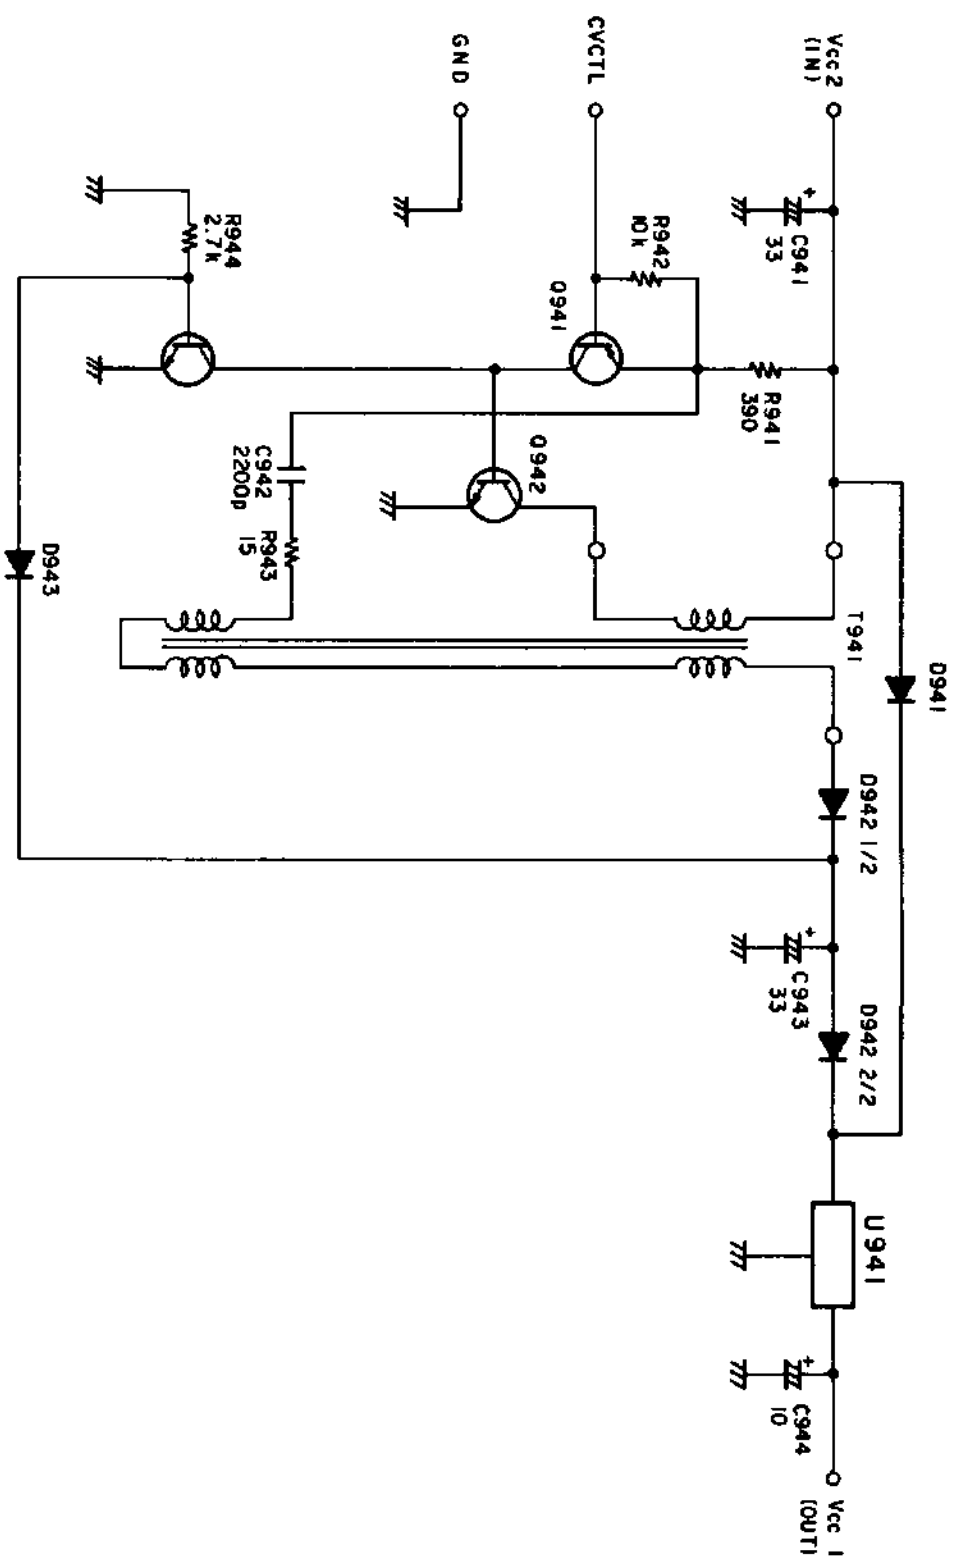 Vcc2
(IN)
CVCTL
GND
C941
33
R942
10k
R944
2.7k
Q941
R941
390
Q942
C942
2200p
R943
15
D943
T941
D941
D942 1/2
C943
33
D942 2/2
U941
C944
10
Vcc 1
(OUT)